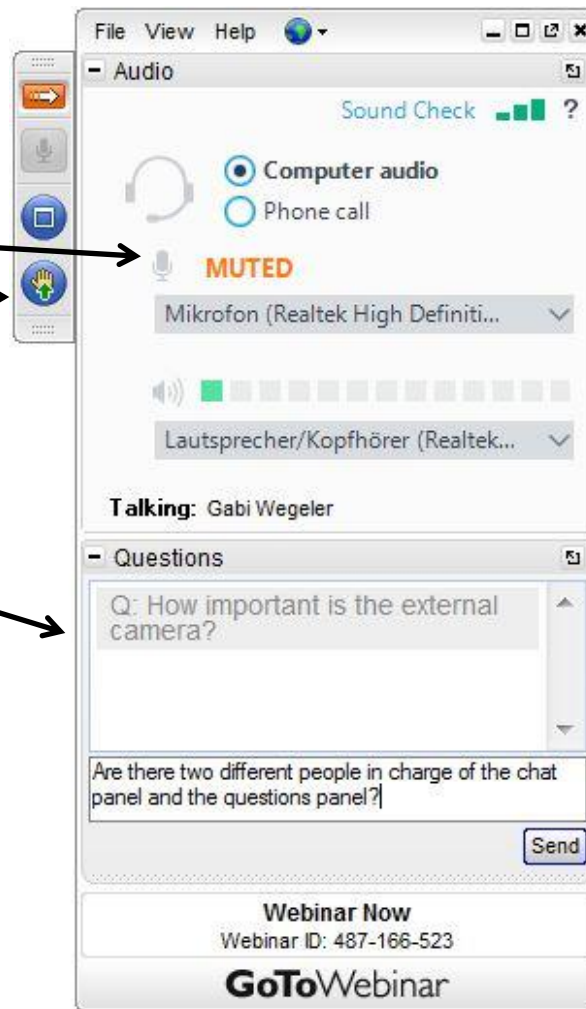 File View Help
Audio
Sound Check ?
Computer audio
Phone call
MUTED
Mikrofon (Realtek High Definiti...
Lautsprecher/Kopfhörer (Realtek...
Talking: Gabi Wegeler
Questions
Q: How important is the external
camera?
Are there two different people in charge of the chat
panel and the questions panel?
Send
Webinar Now
Webinar ID: 487-166-523
GoToWebinar